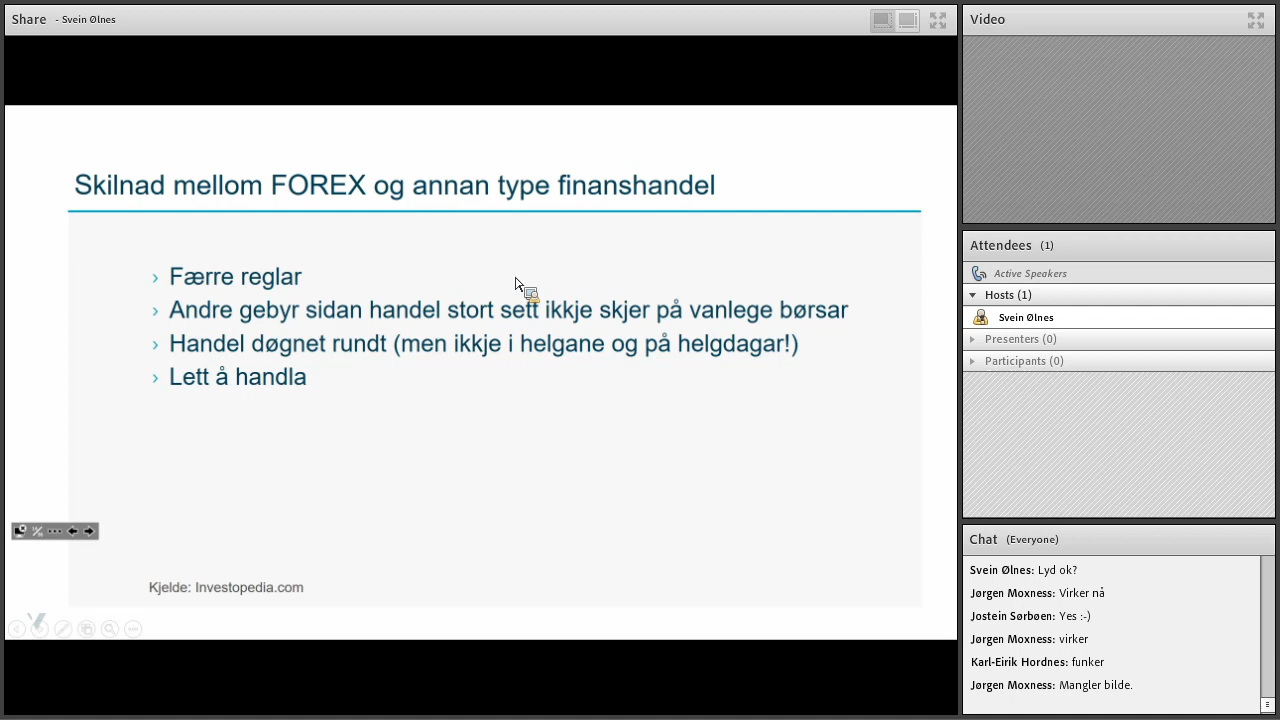 Share - Svein Ølnes
Skilnad mellom FOREX og annan type finanshandel
› Færre reglar
› Andre gebyr sidan handel stort sett ikkje skjer på vanlege børsar
› Handel døgnet rundt (men ikkje i helgane og på helgdagar!)
› Lett å handla
Kjelde: Investopedia.com
Video
Attendees (1)
Active Speakers
Hosts (1)
Svein Ølnes
Presenters (0)
Participants (0)
Chat (Everyone)
Svein Ølnes: Lyd ok?
Jørgen Moxness: Virker nå
Jostein Sørbøen: Yes :-)
Jørgen Moxness: virker
Karl-Eirik Hordnes: funker
Jørgen Moxness: Mangler bilde.